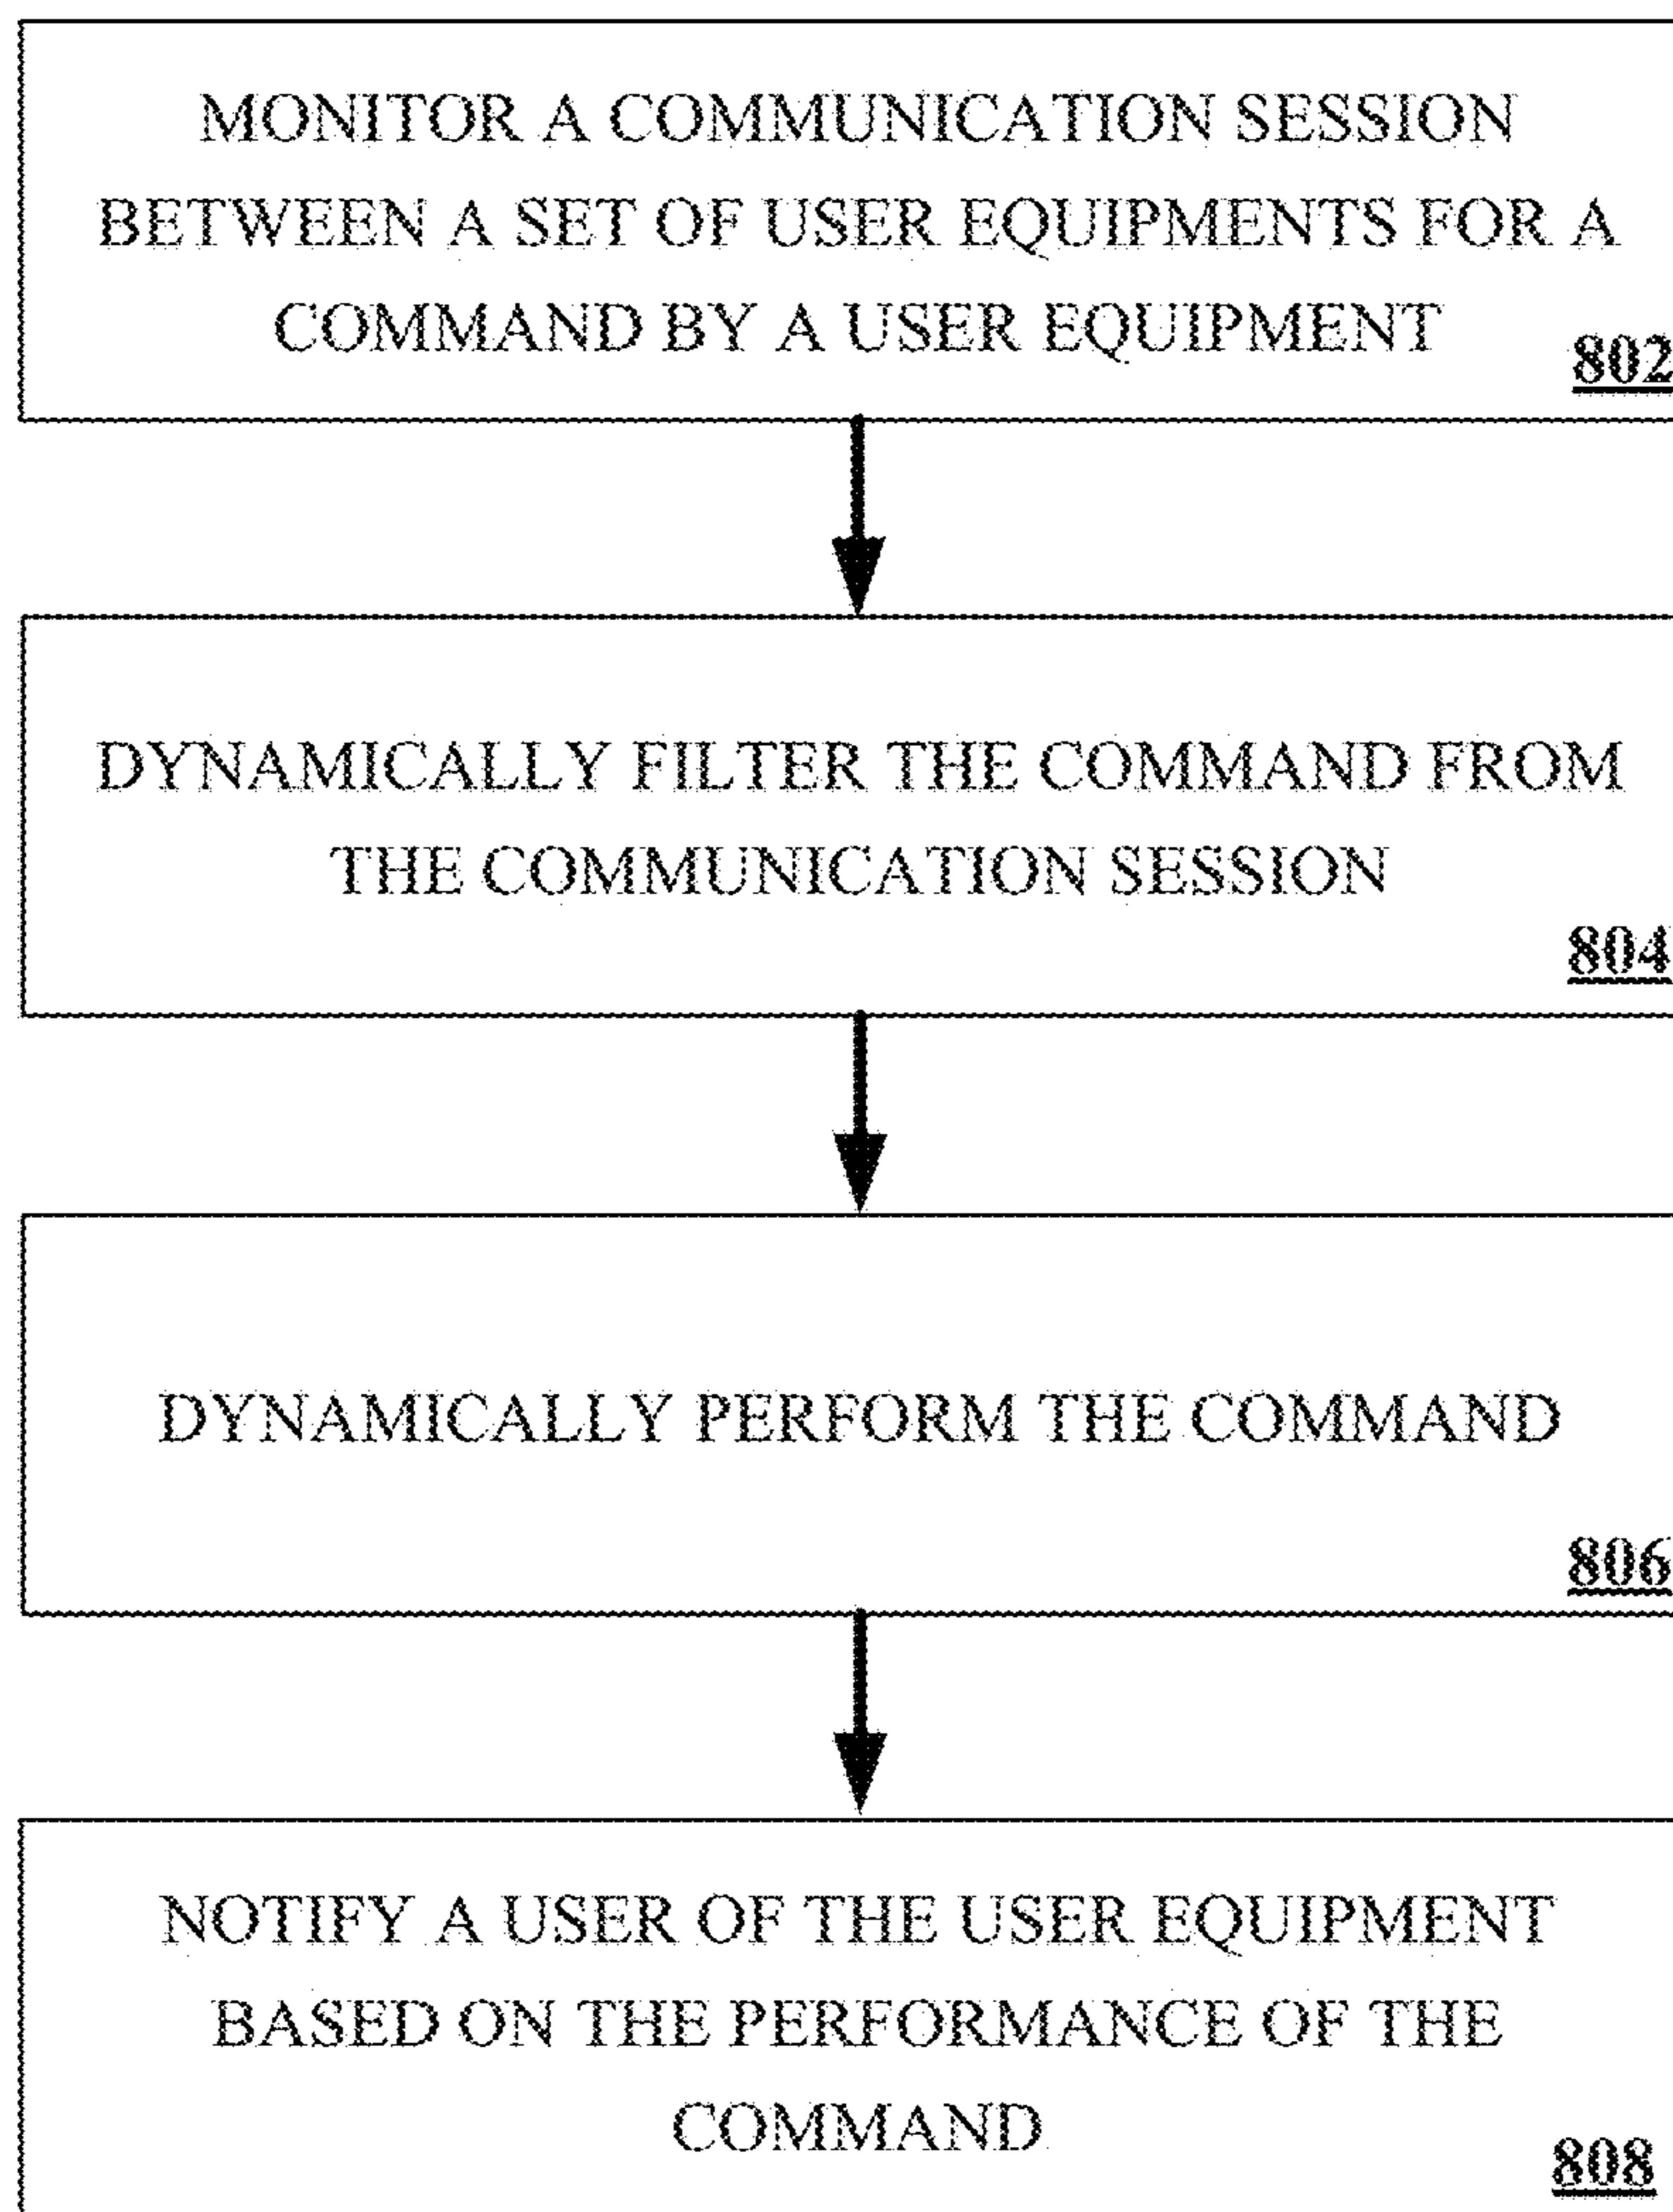 MONITOR A COMMUNICATION SESSION
BETWEEN A SET OF USER EQUIPMENTS FOR A
COMMAND BY A USER EQUIPMENT
802
DYNAMICALLY FILTER THE COMMAND FROM
THE COMMUNICATION SESSION
804
DYNAMICALLY PERFORM THE COMMAND
806
NOTIFY A USER OF THE USER EQUIPMENT
BASED ON THE PERFORMANCE OF THE
COMMAND
808